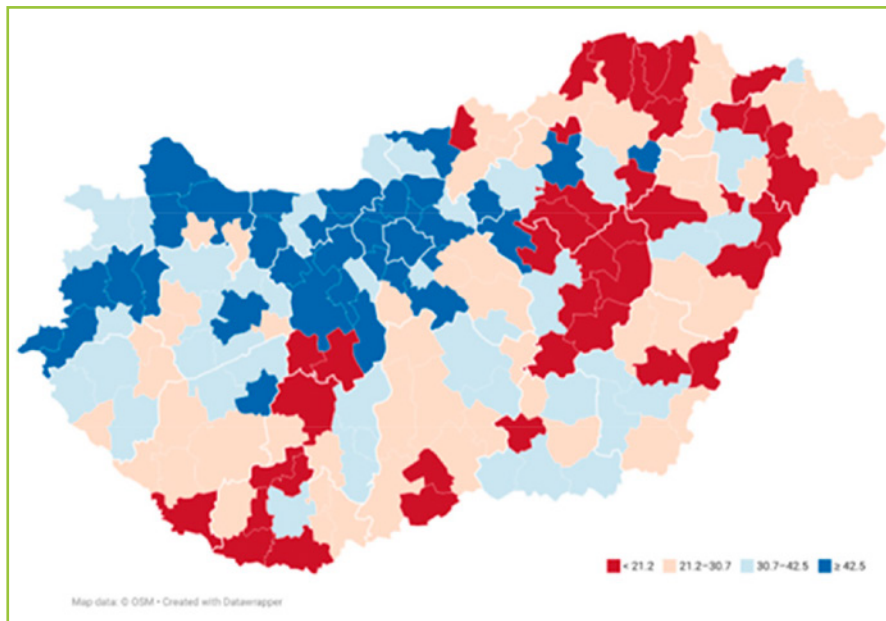 < 21.2 21.2–30.7 30.7–42.5 ≥ 42.5
Map data: © OSM • Created with Datawrapper